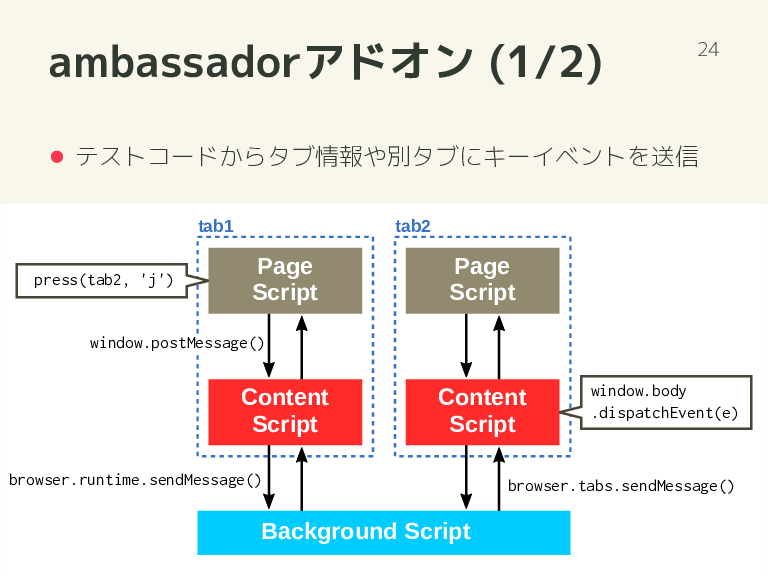 ambassadorアドオン (1/2)
24
テストコードからタブ情報や別タブにキーイベントを送信
tab1
tab2
Page
Script
Page
Script
press(tab2, 'j')
window.postMessage()
Content
Script
Content
Script
window.body
.dispatchEvent(e)
browser.runtime.sendMessage()
browser.tabs.sendMessage()
Background Script